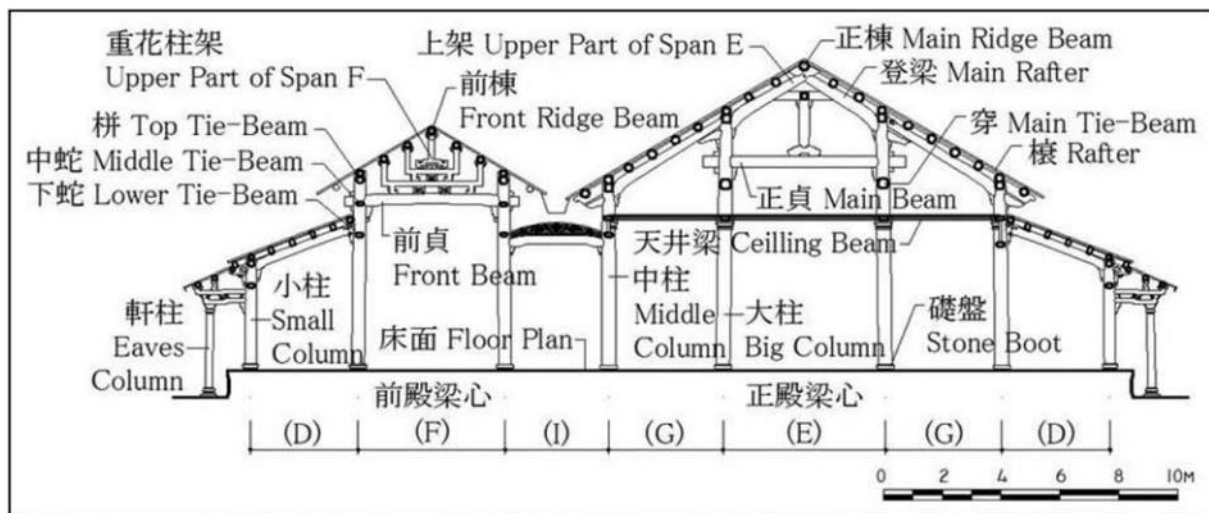 重花柱架
Upper Part of Span F
上架 Upper Part of Span E
正棟 Main Ridge Beam
登梁 Main Rafter
前棟
Front Ridge Beam
栟 Top Tie-Beam
中蛇 Middle Tie-Beam
下蛇 Lower Tie-Beam
穿 Main Tie-Beam
榱 Rafter
正貞 Main Beam
前貞
Front Beam
天井梁 Ceilling Beam
小柱
Small
Column
軒柱
Eaves
Column
床面 Floor Plan
中柱
Middle
Column
大柱
Big Column
礎盤
Stone Boot
前殿梁心
正殿梁心
(D) (F) (I) (G) (E) (G) (D)
0 2 4 6 8 10M